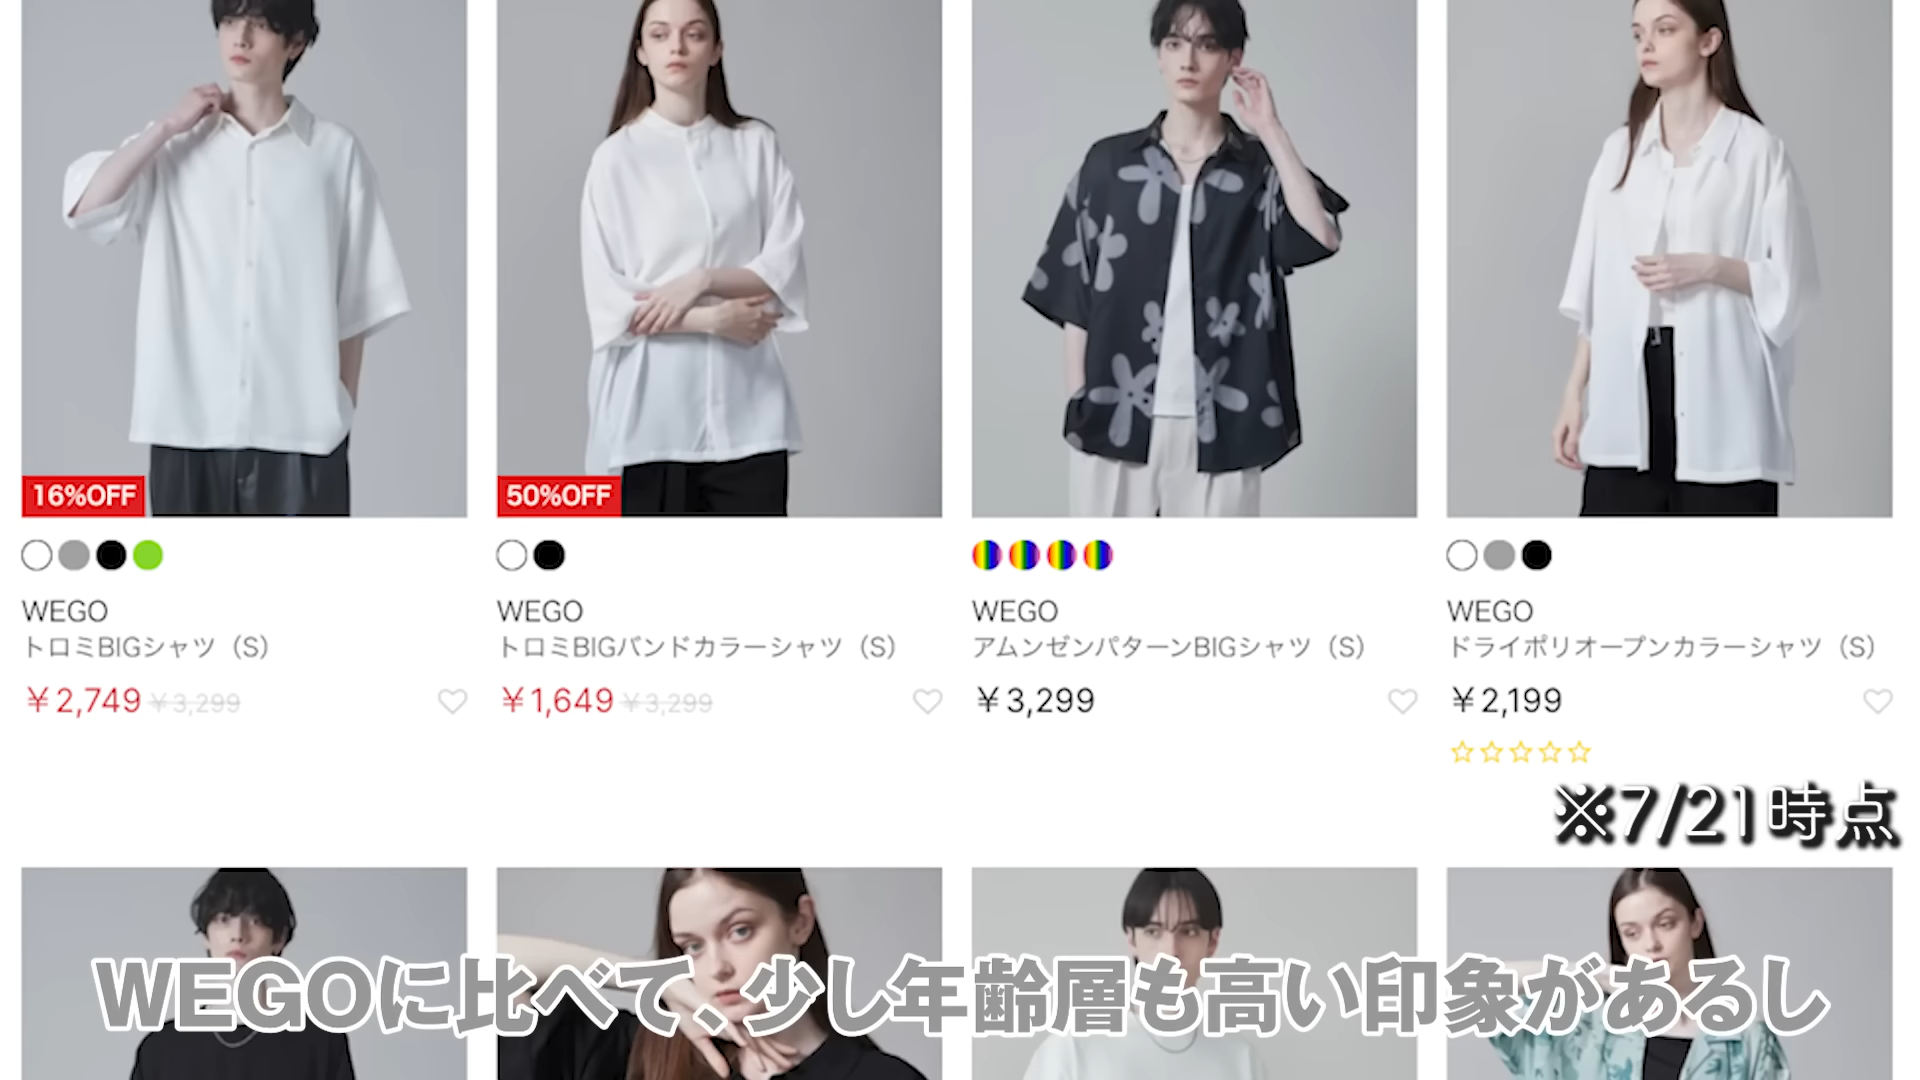 16%OFF
50%OFF
WEGO
トロミBIGシャツ（S）
¥2,749 ¥3,299
WEGO
トロミBIGバンドカラーシャツ（S）
¥1,649 ¥3,299
WEGO
アムンゼンパターンBIGシャツ（S）
¥3,299
WEGO
ドライポリオープンカラーシャツ（S）
¥2,199
※7/21時点
WEGOに比べて、少し年齢層も高い印象があるし